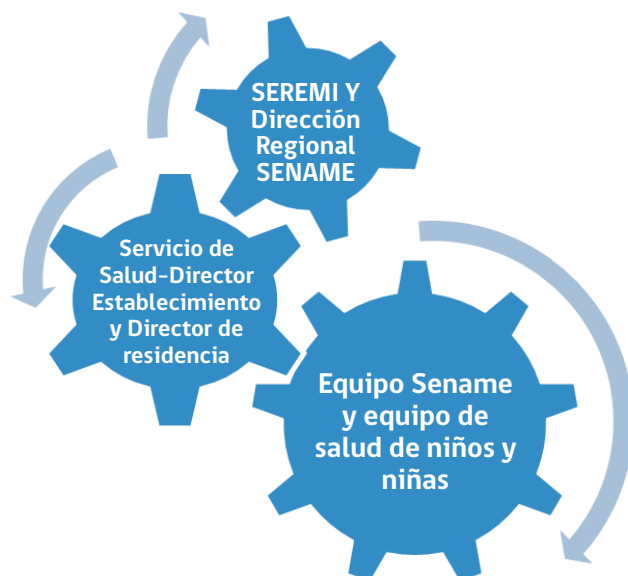 SEREMI Y
Dirección
Regional
SENAME
Servicio de
Salud-Director
Establecimiento
y Director de
residencia
Equipo Sename
y equipo de
salud de niños y
niñas